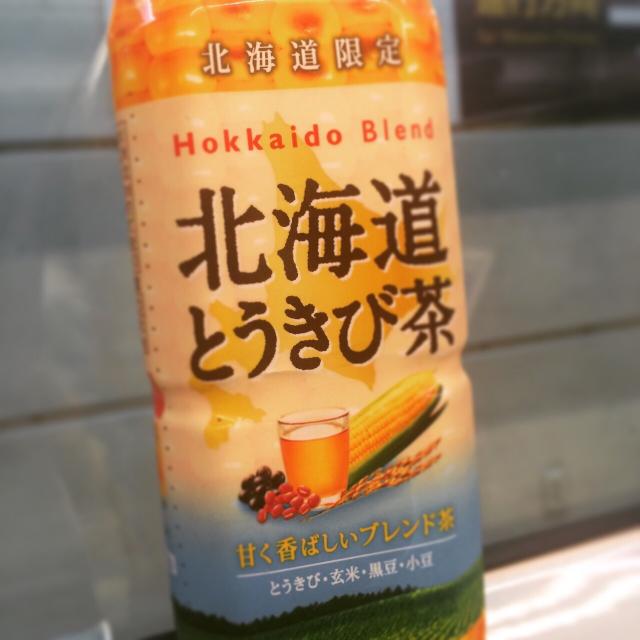 北海道限定
Hokkaido Blend
北海道
とうきび茶
甘く香ばしいブレンド茶
とうきび・玄米・黒豆・小豆